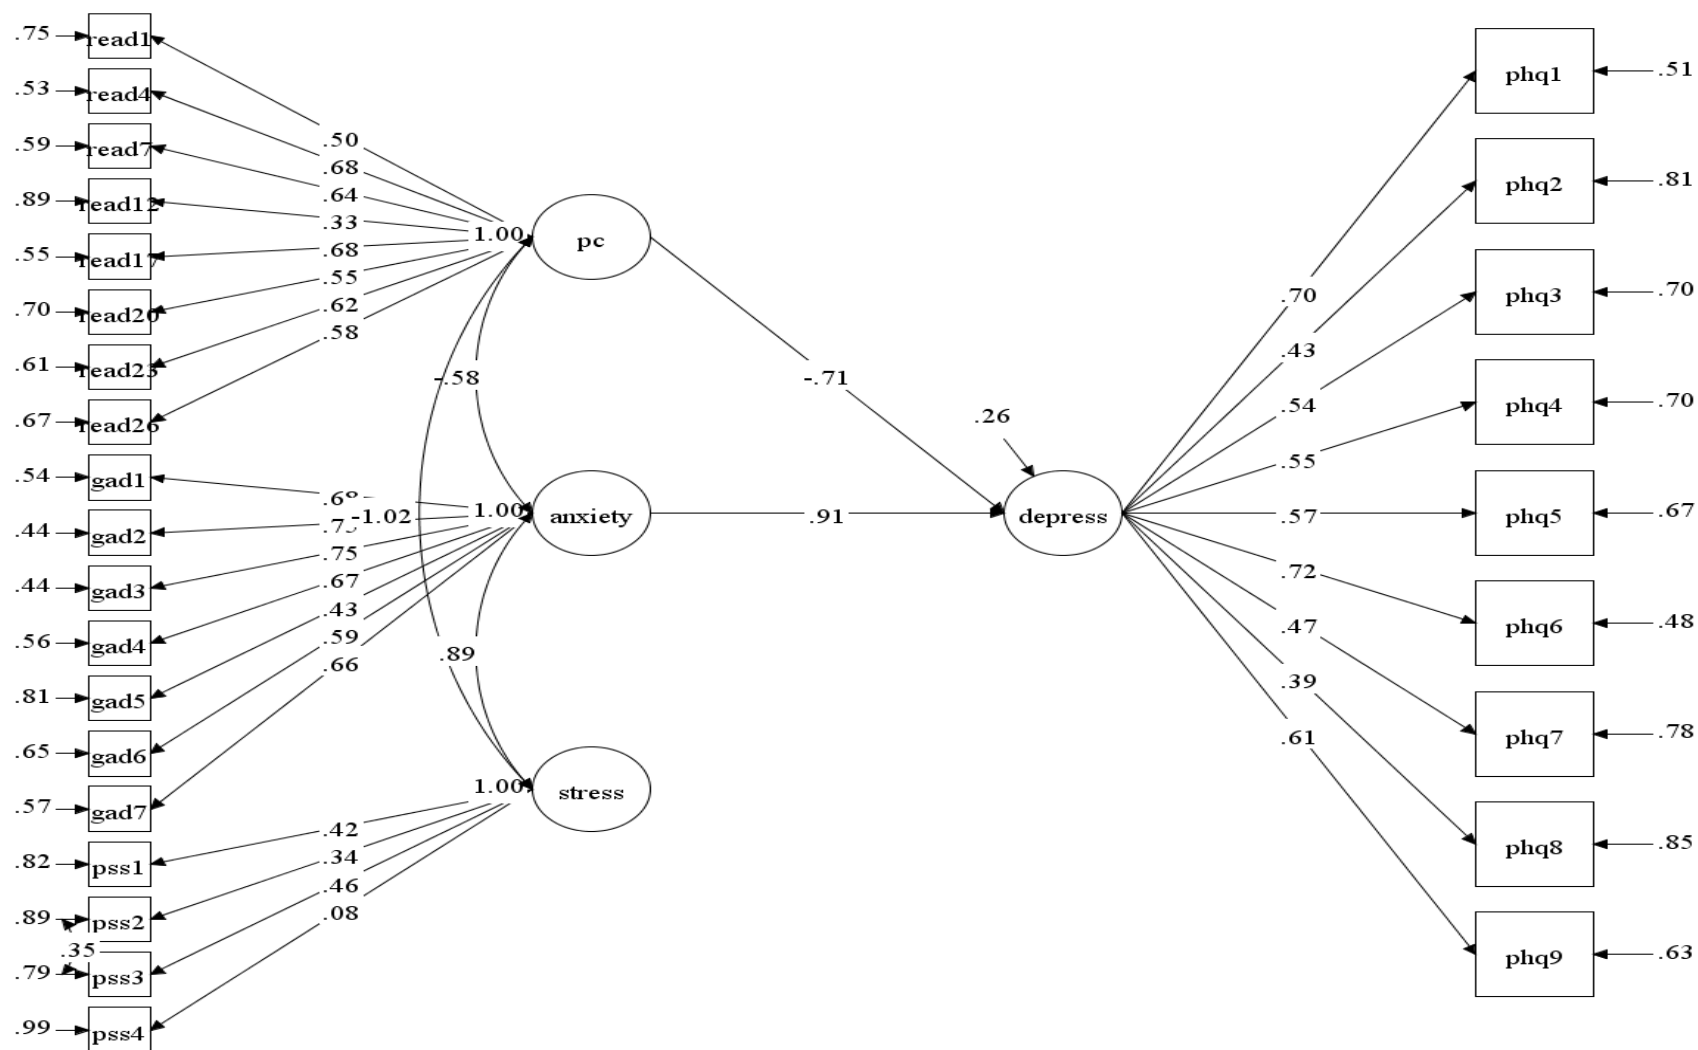 .75 read1
.53 read4
.59 read7
.89 read12
.55 read17
.70 read20
.61 read23
.67 read26
.54 gad1
.44 gad2
.44 gad3
.56 gad4
.81 gad5
.65 gad6
.57 gad7
.82 pss1
.89 pss2
.35
.79 pss3
.99 pss4
.50
.68
.64
.33
.68
.55
.62
.58
1.00 pc
-.58
-1.02
.75
.67
.43
.59
.66
1.00 anxiety
.89
.42
.34
.46
.08
1.00 stress
-.71
.91
.26
depress
.70
.43
.54
.55
.57
.72
.47
.39
.61
phq1 .51
phq2 .81
phq3 .70
phq4 .70
phq5 .67
phq6 .48
phq7 .78
phq8 .85
phq9 .63